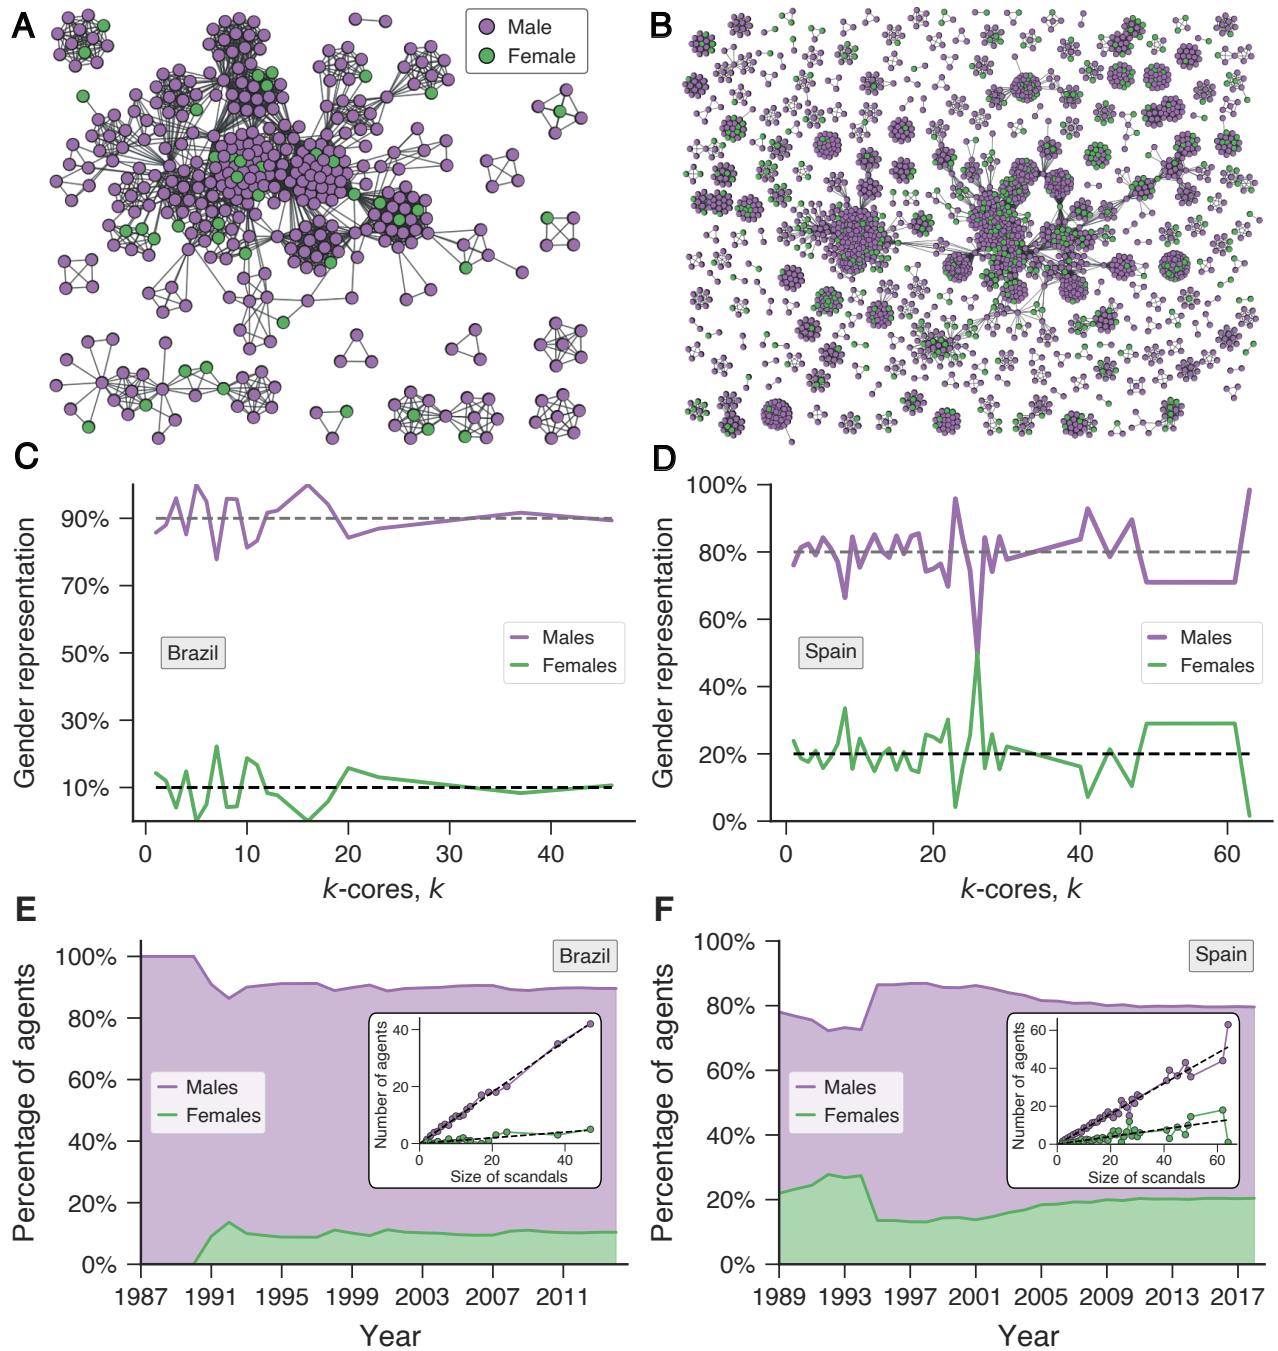 A
Male
Female
B
C
Gender representation
90%
70%
50%
30%
10%
Brazil
Males
Females
0 10 20 30 40
k-cores, k
D
Gender representation
100%
80%
60%
40%
20%
0%
Spain
Males
Females
0 20 40 60
k-cores, k
E
Percentage of agents
100%
80%
60%
40%
20%
0%
Brazil
Males
Females
Number of agents
40
20
0
0 20 40
Size of scandals
1987 1991 1995 1999 2003 2007 2011
Year
F
Percentage of agents
100%
80%
60%
40%
20%
0%
Spain
Males
Females
Number of agents
60
40
20
0
0 20 40 60
Size of scandals
1989 1993 1997 2001 2005 2009 2013 2017
Year